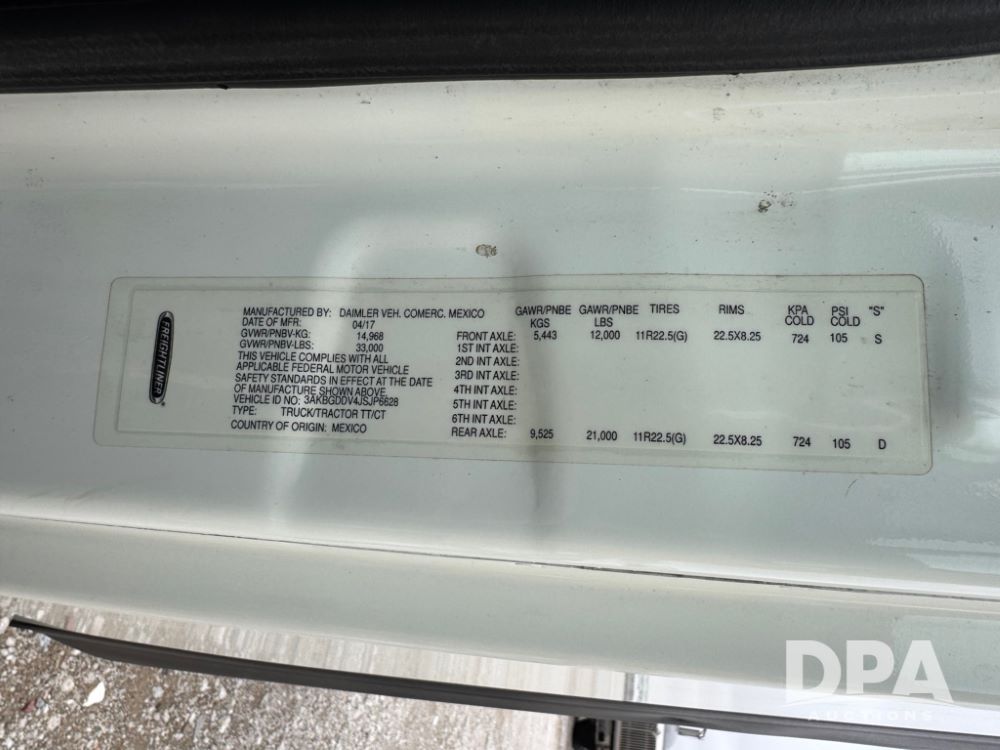 FREIGHTLINER
MANUFACTURED BY: DAIMLER VEH. COMERC. MEXICO
DATE OF MFR: 04/17
GVWR/PNBV-KG: 14,968
GVWR/PNBV-LBS: 33,000
THIS VEHICLE COMPLIES WITH ALL
APPLICABLE FEDERAL MOTOR VEHICLE
SAFETY STANDARDS IN EFFECT AT THE DATE
OF MANUFACTURE SHOWN ABOVE
VEHICLE ID NO: 3AKBGDDV4JSJP6628
TYPE: TRUCK/TRACTOR TT/CT
COUNTRY OF ORIGIN: MEXICO
GAWR/PNBE GAWR/PNBE TIRES RIMS KPA PSI "S"
KGS LBS COLD COLD
FRONT AXLE: 5,443 12,000 11R22.5(G) 22.5X8.25 724 105 S
1ST INT AXLE:
2ND INT AXLE:
3RD INT AXLE:
4TH INT AXLE:
5TH INT AXLE:
6TH INT AXLE:
REAR AXLE: 9,525 21,000 11R22.5(G) 22.5X8.25 724 105 D
DPA
AUCTIONS